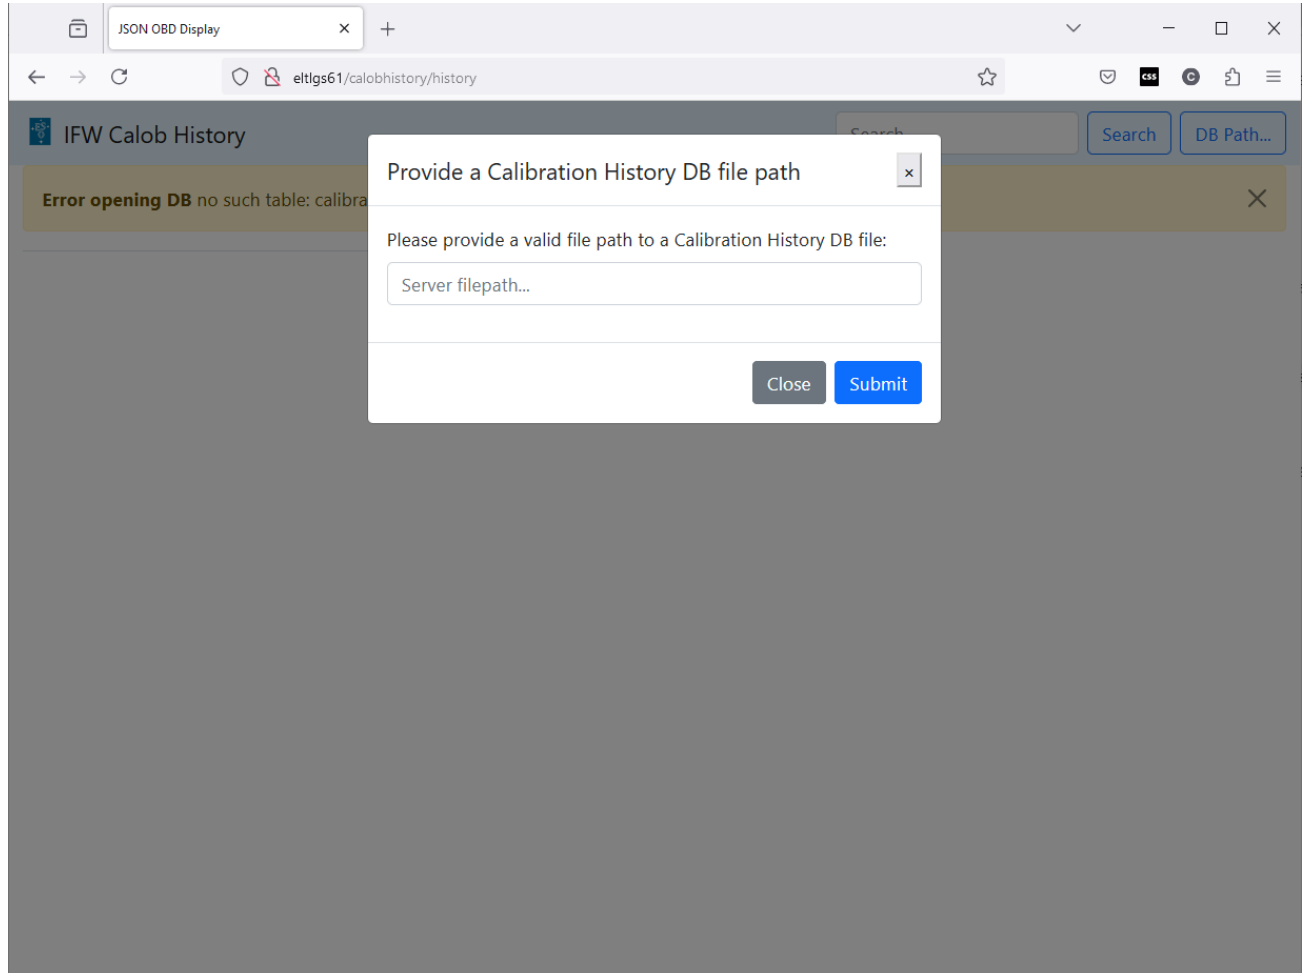 JSON OBD Display
eltlgs61/calobhistory/history
css
C
IFW Calob History
Search
Search
DB Path...
Provide a Calibration History DB file path
×
Error opening DB no such table: calibra
Please provide a valid file path to a Calibration History DB file:
Server filepath...
Close
Submit